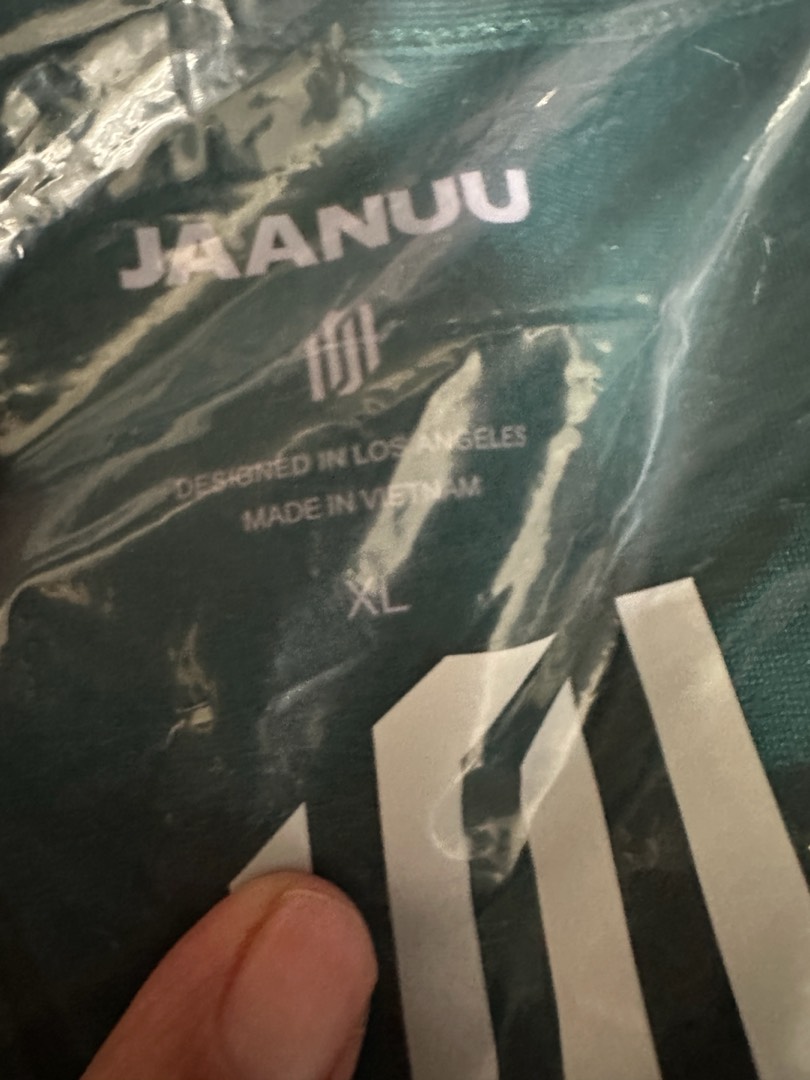 JAANUU
DESIGNED IN LOS ANGELES
MADE IN VIETNAM
XL